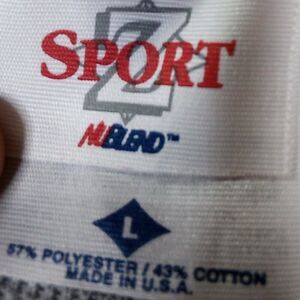 Z
SPORT
NUBLEND™
L
57% POLYESTER / 43% COTTON
MADE IN U.S.A.